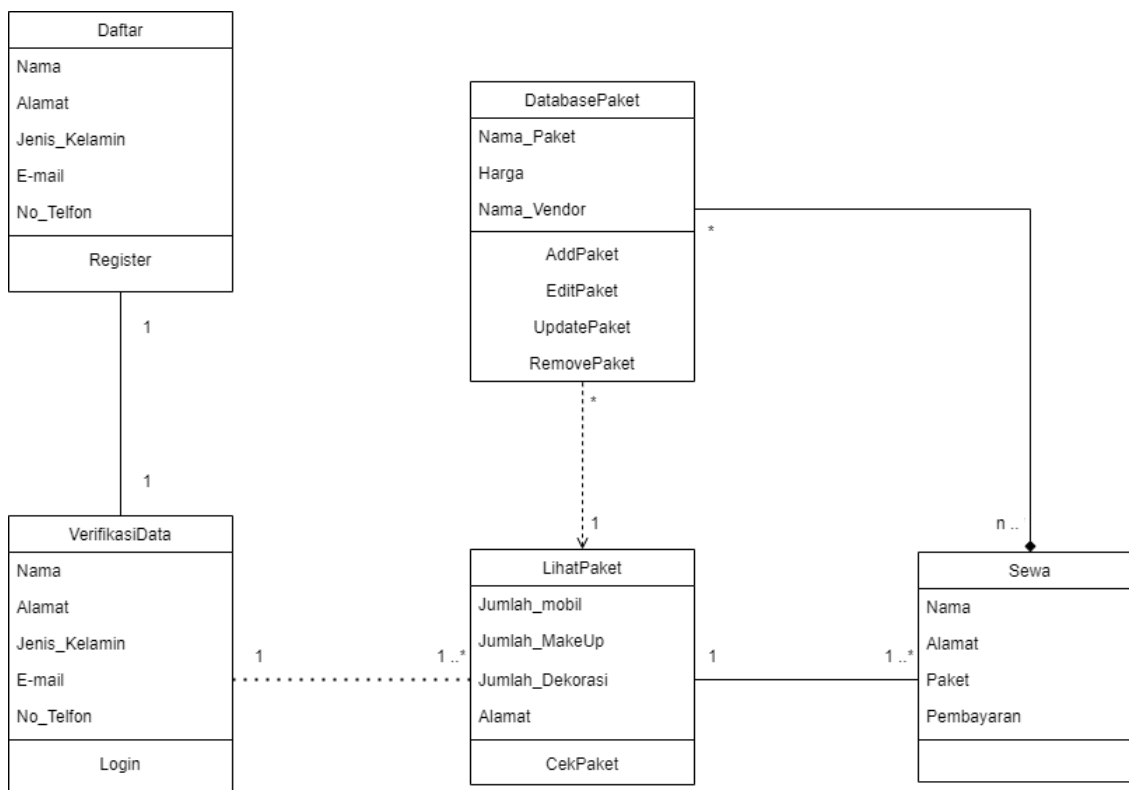 Daftar
Nama
Alamat
Jenis_Kelamin
E-mail
No_Telfon
Register
1
1
DatabasePaket
Nama_Paket
Harga
Nama_Vendor
AddPaket
EditPaket
UpdatePaket
RemovePaket
*
*
1
n ..
VerifikasiData
Nama
Alamat
Jenis_Kelamin
E-mail
No_Telfon
Login
1
1 ..*
LihatPaket
Jumlah_mobil
Jumlah_MakeUp
Jumlah_Dekorasi
Alamat
CekPaket
1
1 ..*
Sewa
Nama
Alamat
Paket
Pembayaran